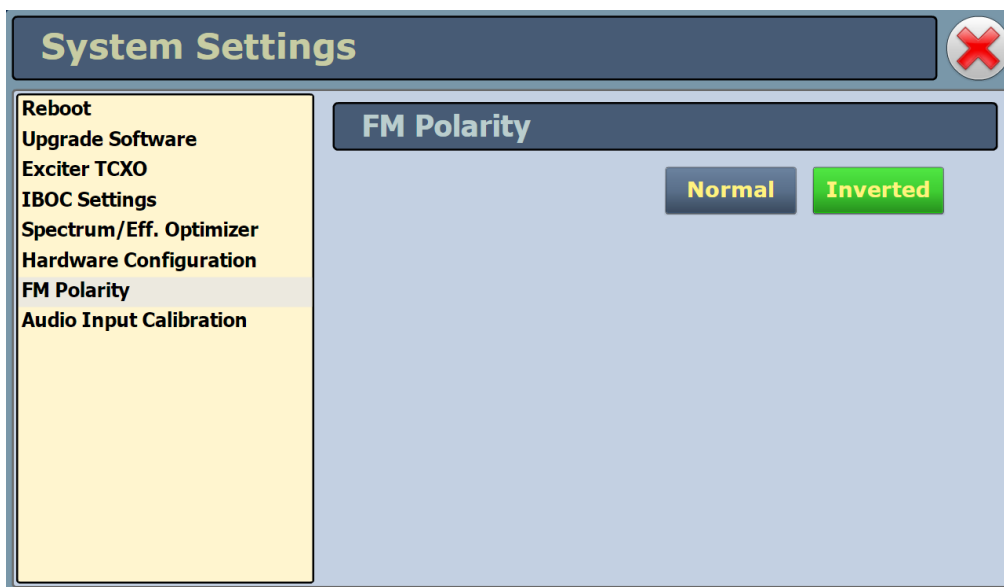 System Settings
Reboot
Upgrade Software
Exciter TCXO
IBOC Settings
Spectrum/Eff. Optimizer
Hardware Configuration
FM Polarity
Audio Input Calibration
FM Polarity
Normal Inverted